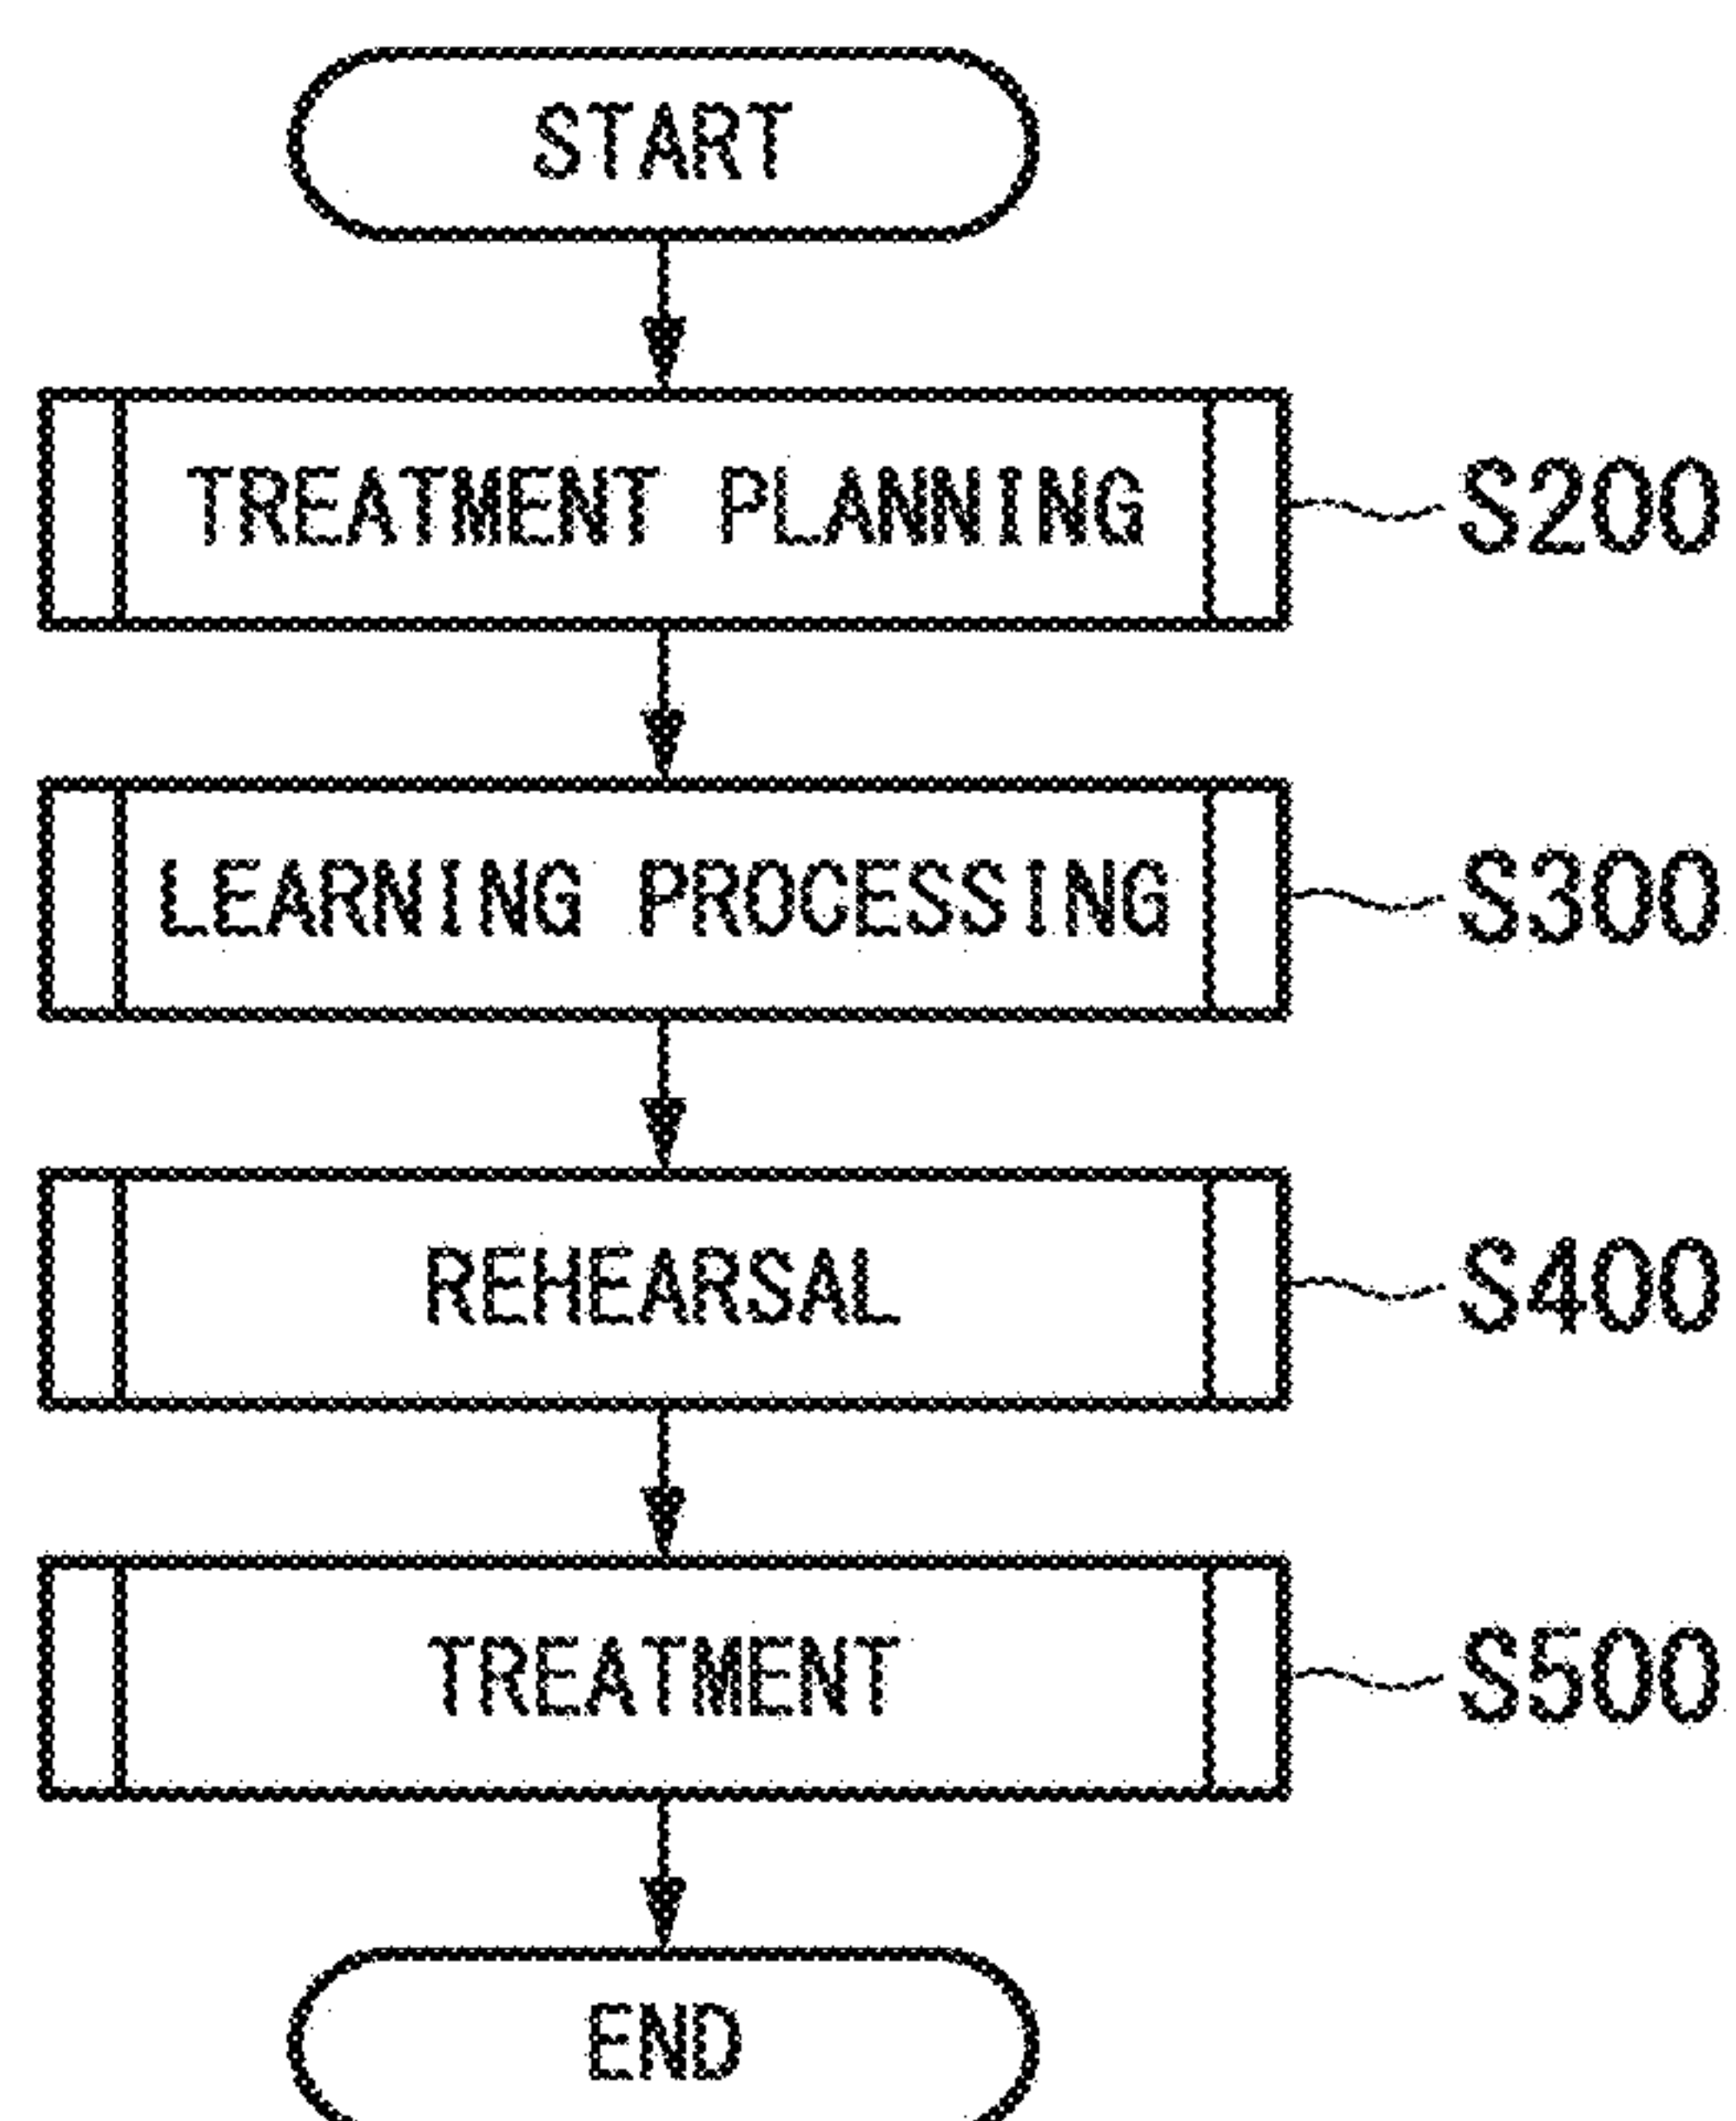 START
TREATMENT PLANNING
S200
LEARNING PROCESSING
S300
REHEARSAL
S400
TREATMENT
S500
END